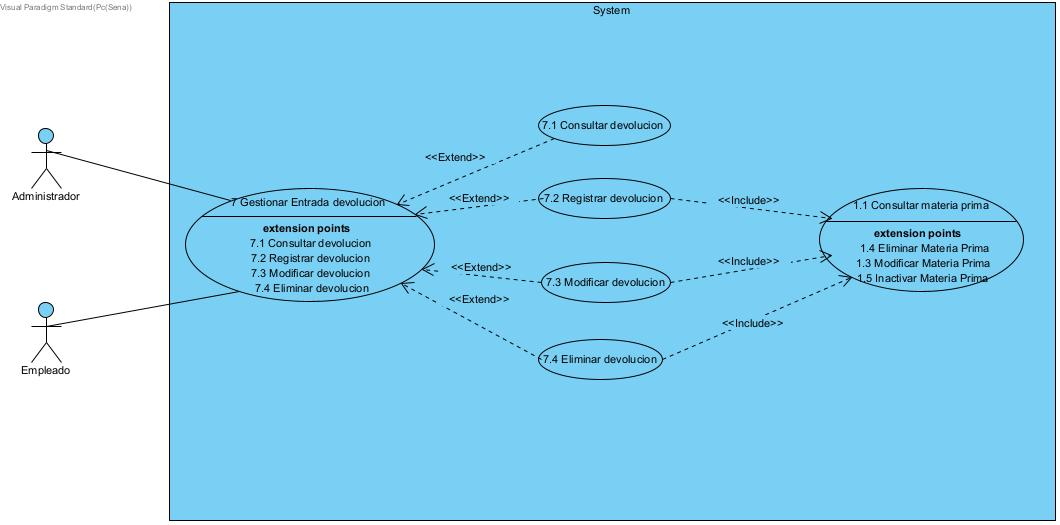 Visual Paradigm Standard(Pc(Sena))
System
Administrador
Empleado
7 Gestionar Entrada devolucion
extension points
7.1 Consultar devolucion
7.2 Registrar devolucion
7.3 Modificar devolucion
7.4 Eliminar devolucion
<<Extend>>
<<Extend>>
<<Extend>>
<<Extend>>
7.1 Consultar devolucion
7.2 Registrar devolucion
7.3 Modificar devolucion
7.4 Eliminar devolucion
<<Include>>
<<Include>>
<<Include>>
1.1 Consultar materia prima
extension points
1.4 Eliminar Materia Prima
1.3 Modificar Materia Prima
1.5 Inactivar Materia Prima